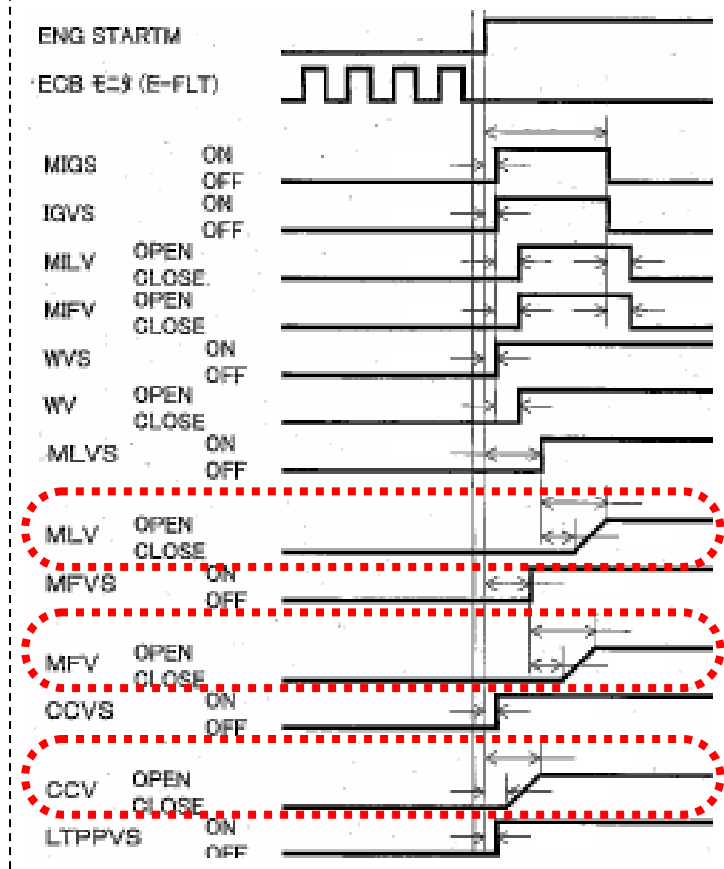 ENG STARTM
ECB モニタ (E-FLT)
MIGS ON
OFF
IGVS ON
OFF
MILV OPEN
CLOSE
MIFV OPEN
CLOSE
WVS ON
OFF
WV OPEN
CLOSE
MLVS ON
OFF
MLV OPEN
CLOSE
MFVS ON
OFF
MFV OPEN
CLOSE
CCVS ON
OFF
CCV OPEN
CLOSE
LTPPVS ON
OFF